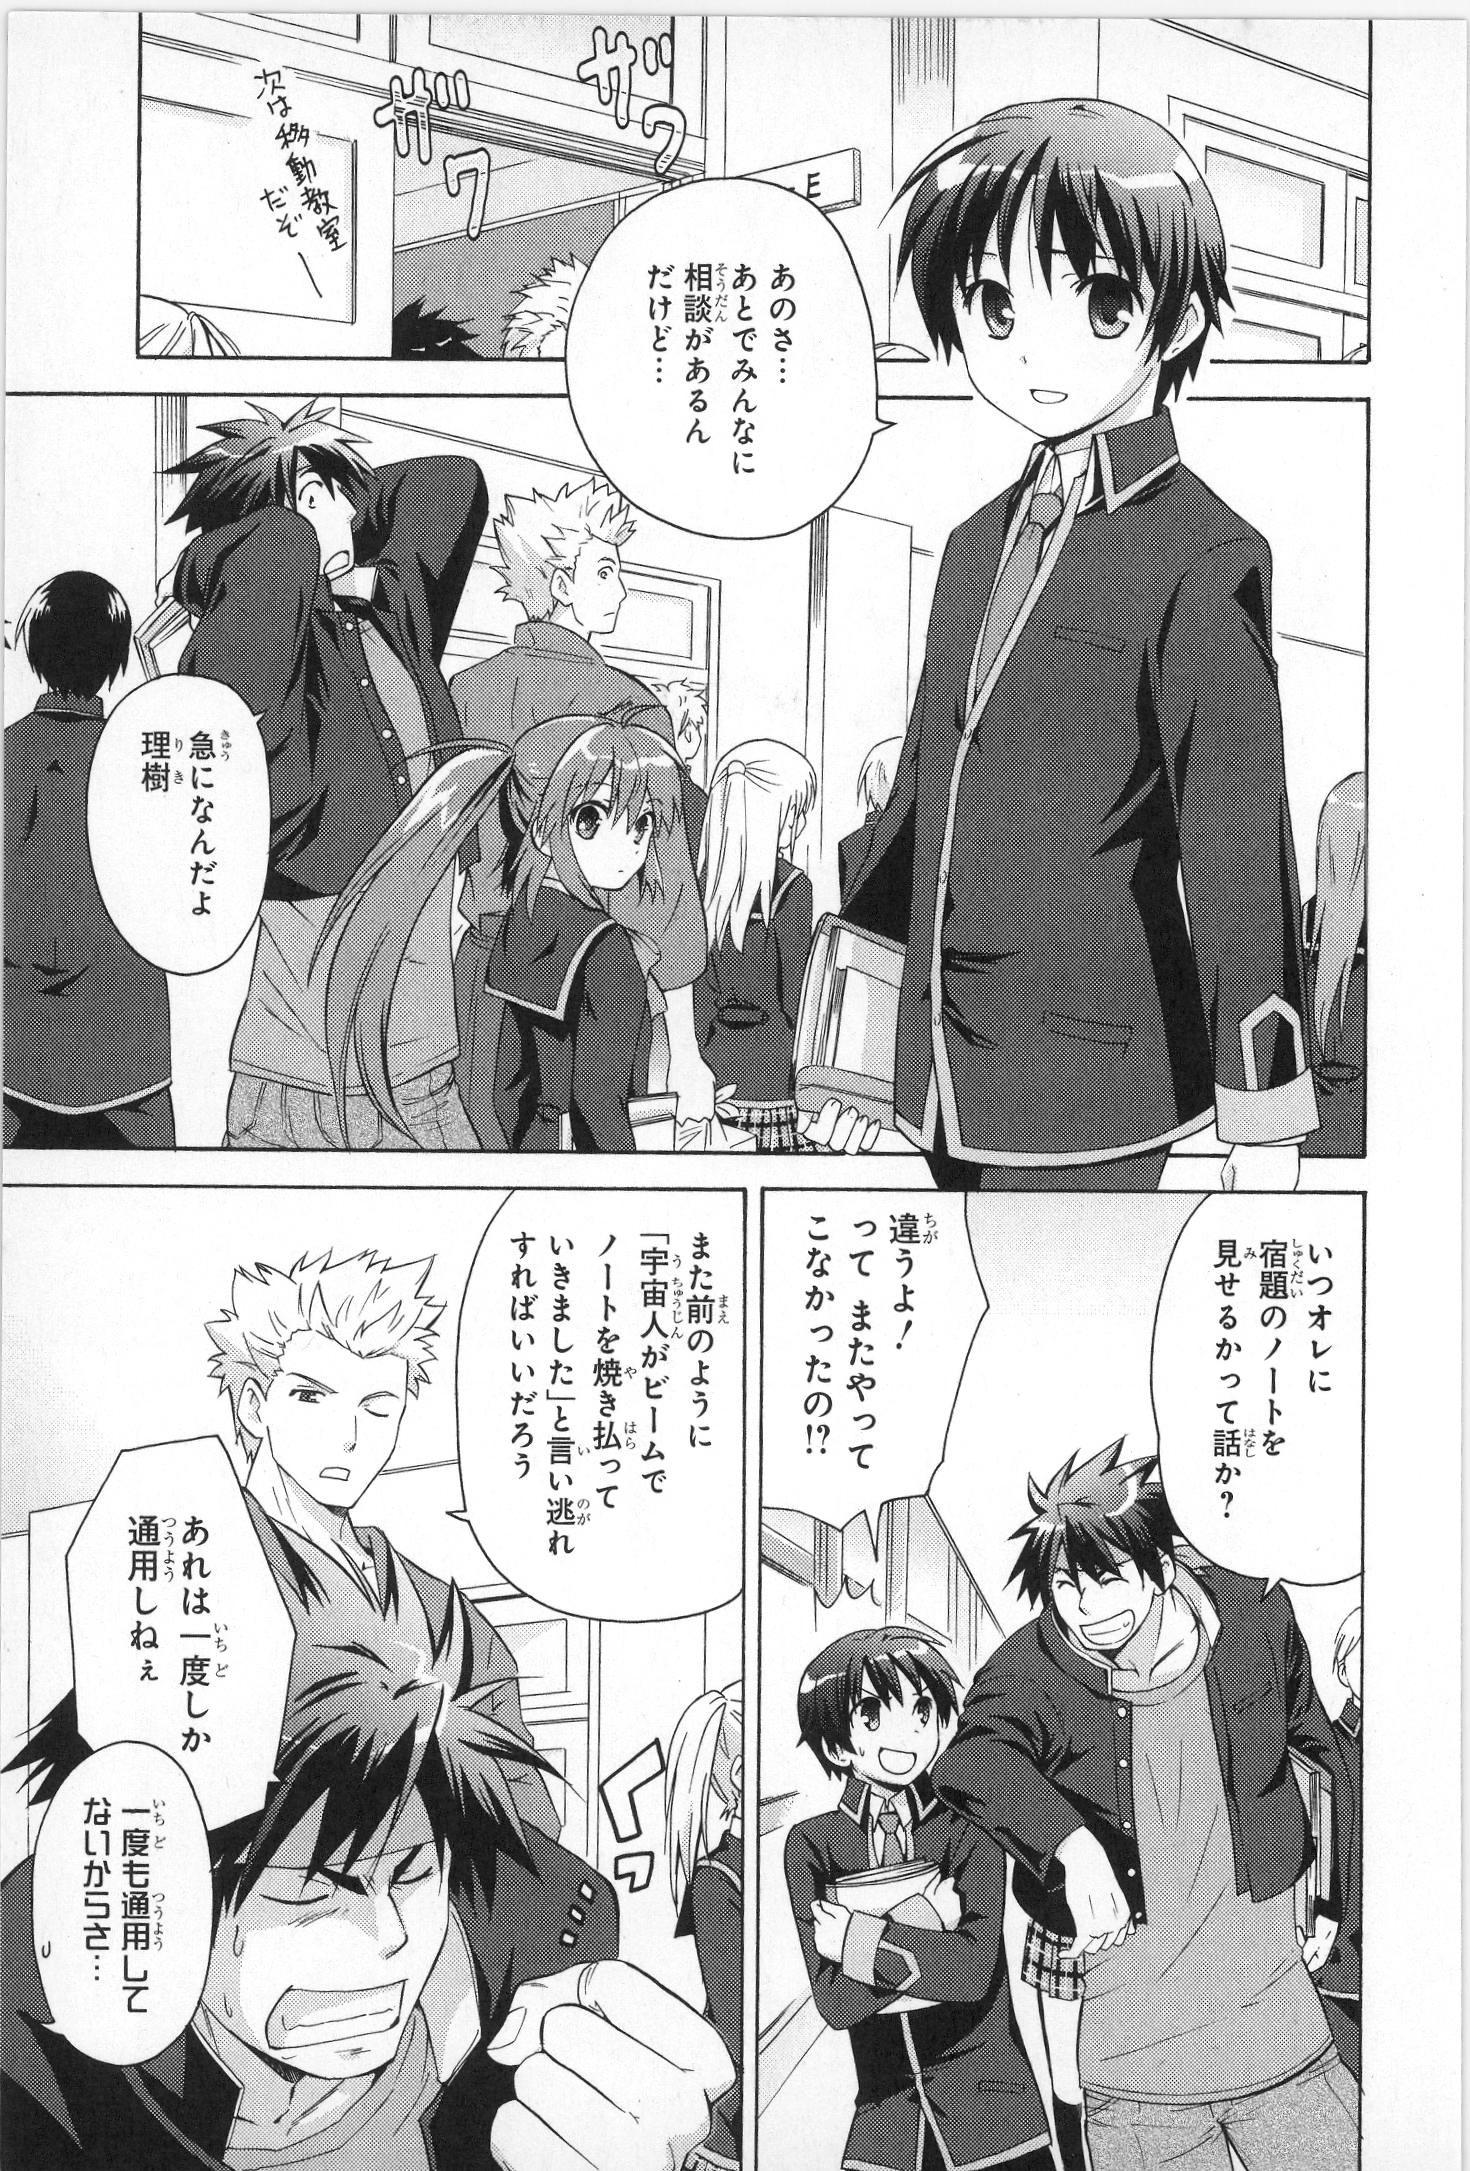 ザワ
ザワ
次は移動教室
だぞー
E
あのさ…
あとでみんなに
相談があるん
だけど…
急になんだよ
理樹
いつオレに
宿題のノートを
見せるかって話か?
違うよ!
って またやって
こなかったの!?
また前のように
「宇宙人がビームで
ノートを焼き払って
いきました」と言い逃れ
すればいいだろう
あれは一度しか
通用しねぇ
くっ…
一度も通用して
ないからさ…